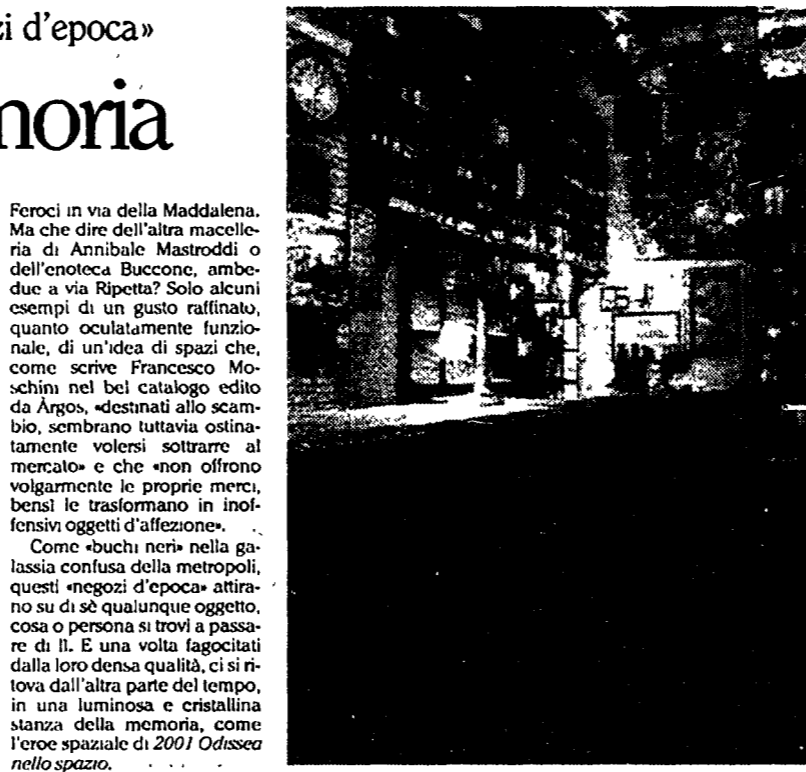 zi d'epoca»
moria
Feroci in via della Maddalena.
Ma che dire dell'altra macelle-
ria di Annibale Mastroddi o
dell'enoteca Buccone, ambe-
due a via Ripetta? Solo alcuni
esempi di un gusto raffinato,
quanto oculatamente funzio-
nale, di un'idea di spazi che,
come scrive Francesco Mo-
schini nel bel catalogo edito
da Àrgos, «destinati allo scam-
bio, sembrano tuttavia ostina-
tamente volersi sottrarre al
mercato» e che «non offrono
volgarmente le proprie merci,
bensì le trasformano in inof-
fensivi oggetti d'affezione».
Come «buchi neri» nella ga-
lassia confusa della metropoli,
questi «negozi d'epoca» attira-
no su di sè qualunque oggetto,
cosa o persona si trovi a passa-
re di lì. E una volta fagocitati
dalla loro densa qualità, ci si ri-
tova dall'altra parte del tempo,
in una luminosa e cristallina
stanza della memoria, come
l'eroe spaziale di 2001 Odissea
nello spazio.